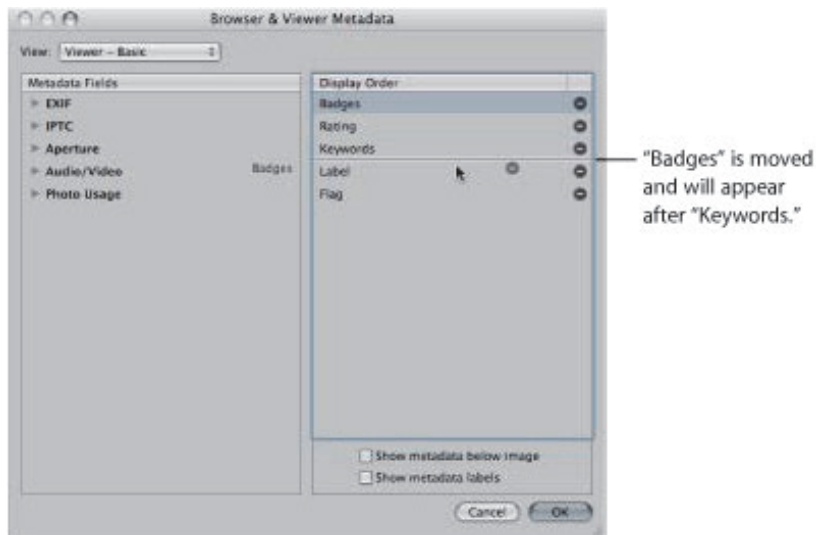 Browser & Viewer Metadata
View: Viewer – Basic
Metadata Fields
EXIF
IPTC
Aperture
Audio/Video
Photo Usage
Badges
Display Order
Badges
Rating
Keywords
Label
Flag
Show metadata below image
Show metadata labels
Cancel
OK
"Badges" is moved
and will appear
after "Keywords."